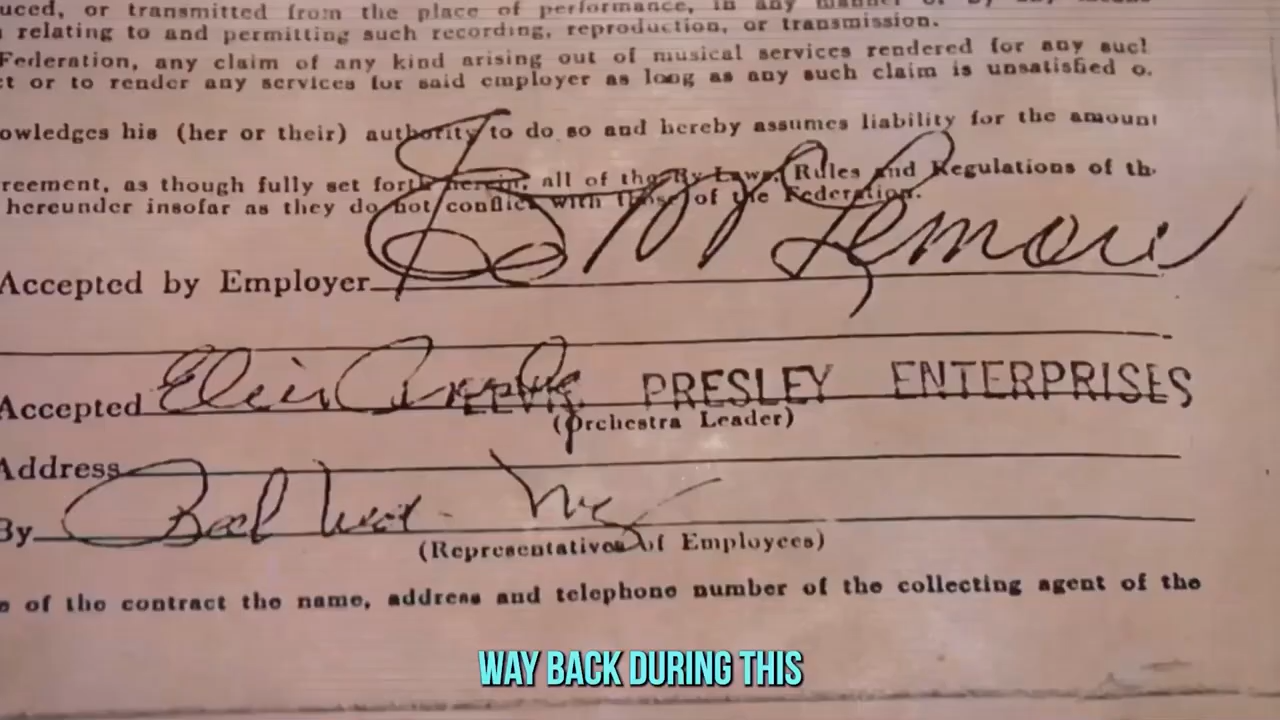 uced, or transmitted from the place of performance, in any manner or by any means
relating to and permitting such recording, reproduction, or transmission.
Federation, any claim of any kind arising out of musical services rendered for any sucl
ct or to render any services for said employer as long as any such claim is unsatisfied o.
owledges his (her or their) authority to do so and hereby assumes liability for the amount
reement, as though fully set forth herein, all of the By Laws, Rules and Regulations of th
hereunder insofar as they do not conflict with those of the Federation.
Accepted by Employer
Accepted Elvis Presley ELVIS PRESLEY ENTERPRISES
(Orchestra Leader)
Address
By
(Representative of Employees)
e of the contract the name, address and telephone number of the collecting agent of the
WAY BACK DURING THIS